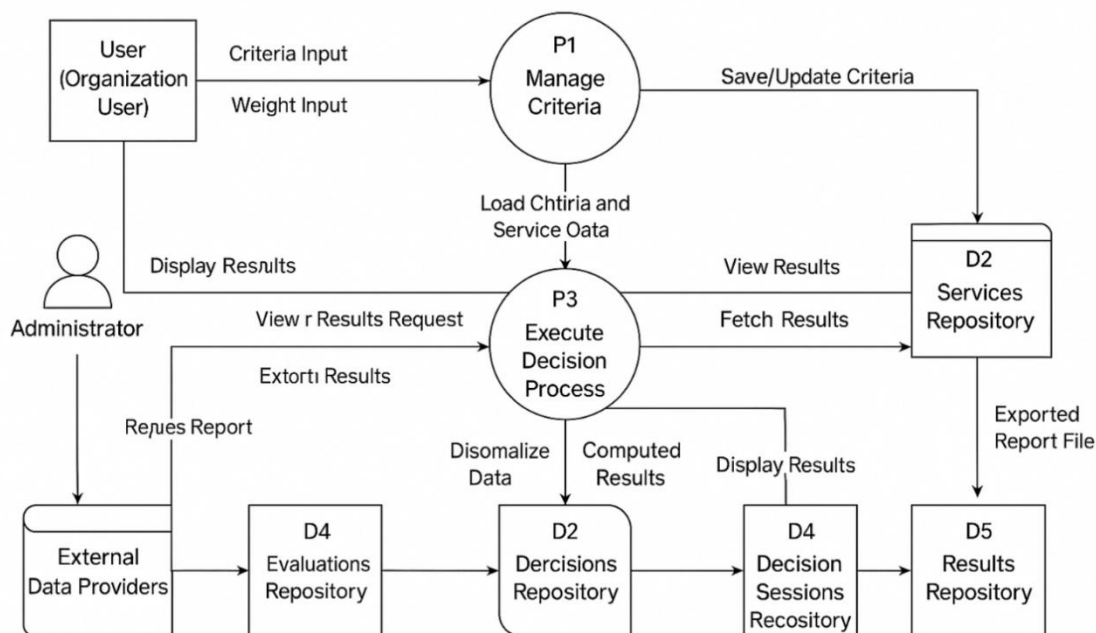 User
(Organization
User)
Criteria Input
Weight Input
P1
Manage
Criteria
Save/Update Criteria
Load Chtiria and
Service Oata
Display Results
View Results
D2
Services
Repository
Administrator
View r Results Request
P3
Execute
Decision
Process
Fetch Results
Extorti Results
Report
Exported
Report File
Disomalize
Data
Computed
Results
Display Results
External
Data Providers
D4
Evaluations
Repository
D2
Dercisions
Repository
D4
Decision
Sessions
Recository
D5
Results
Repository